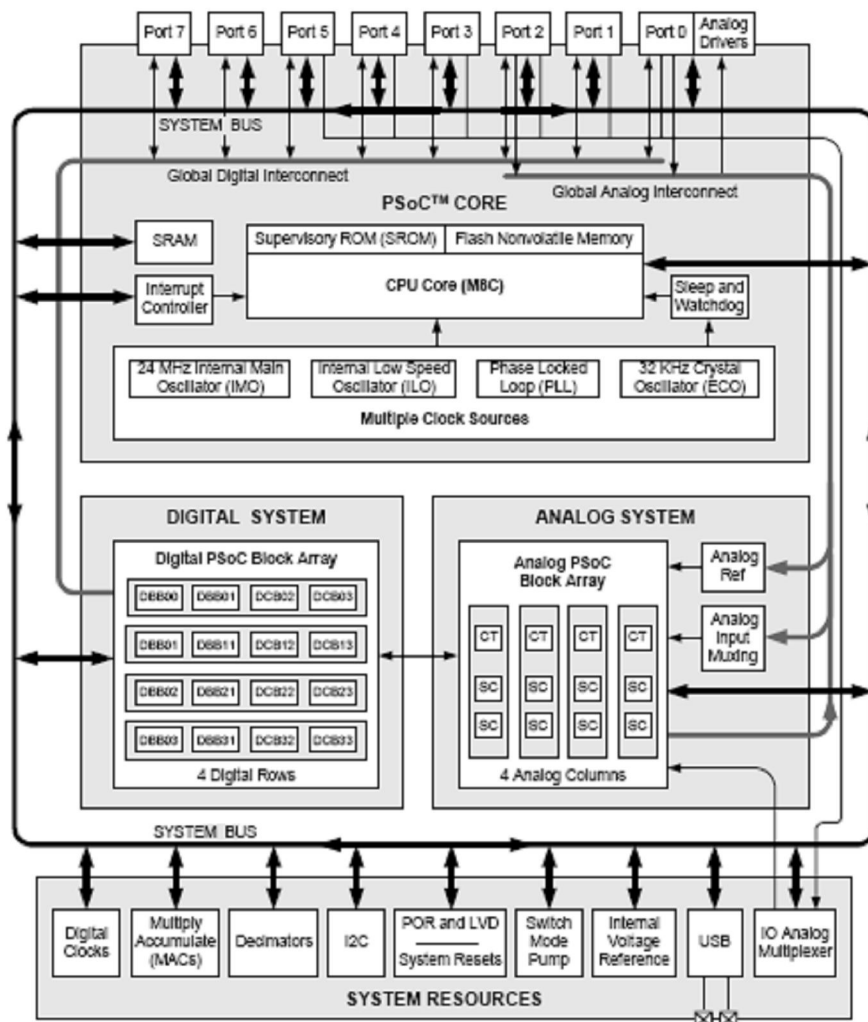 Port 7
Port 6
Port 5
Port 4
Port 3
Port 2
Port 1
Port 0
Analog
Drivers
SYSTEM BUS
Global Digital Interconnect
Global Analog Interconnect
PSoC™ CORE
SRAM
Supervisory ROM (SROM)
Flash Nonvolatile Memory
CPU Core (M8C)
Interrupt
Controller
Sleep and
Watchdog
24 MHz Internal Main
Oscillator (IMO)
Internal Low Speed
Oscillator (ILO)
Phase Locked
Loop (PLL)
32 KHz Crystal
Oscillator (ECO)
Multiple Clock Sources
DIGITAL SYSTEM
Digital PSoC Block Array
DBB00 DBB01 DCB02 DCB03
DBB01 DBB11 DCB12 DCB13
DBB02 DBB21 DCB22 DCB23
DBB03 DBB31 DCB32 DCB33
4 Digital Rows
ANALOG SYSTEM
Analog PSoC
Block Array
CT CT CT CT
SC SC SC SC
SC SC SC SC
4 Analog Columns
Analog
Ref
Analog
Input
Muxing
SYSTEM BUS
Digital
Clocks
Multiply
Accumulate
(MACs)
Decimators
I2C
POR and LVD
System Resets
Switch
Mode
Pump
Internal
Voltage
Reference
USB
IO Analog
Multiplexer
SYSTEM RESOURCES